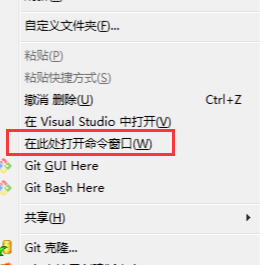 自定义文件夹(F)...
粘贴(P)
粘贴快捷方式(S)
撤消 删除(U) Ctrl+Z
在 Visual Studio 中打开(V)
在此处打开命令窗口(W)
Git GUI Here
Git Bash Here
共享(H)
Git 克隆...